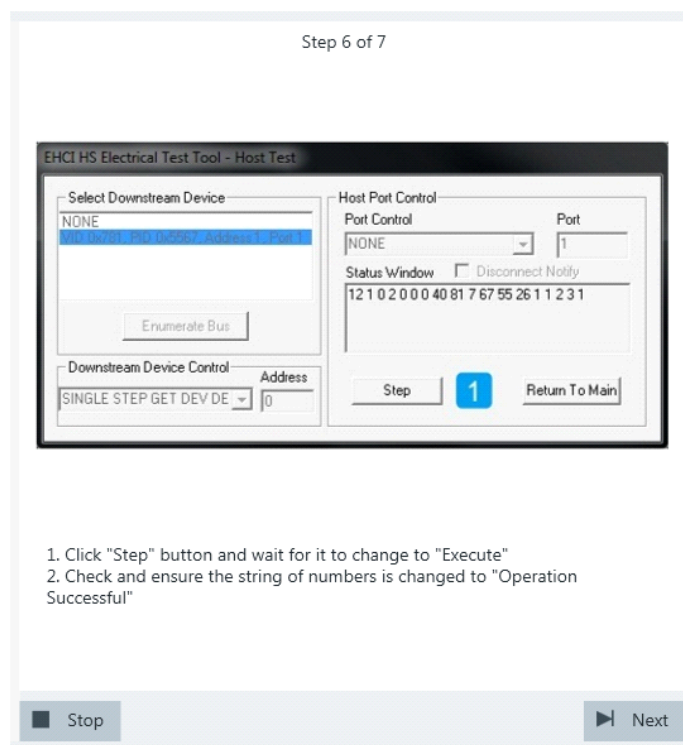 Step 6 of 7
EHCI HS Electrical Test Tool - Host Test
Select Downstream Device
NONE
VID 0x781, PID 0x5567, Address 1, Port 1
Enumerate Bus
Downstream Device Control
Address
SINGLE STEP GET DEV DE
0
Host Port Control
Port Control
Port
NONE
1
Status Window
Disconnect Notify
12 1 0 2 0 0 0 40 81 7 67 55 26 1 1 2 3 1
Step
1
Return To Main
1. Click "Step" button and wait for it to change to "Execute"
2. Check and ensure the string of numbers is changed to "Operation
Successful"
Stop
Next